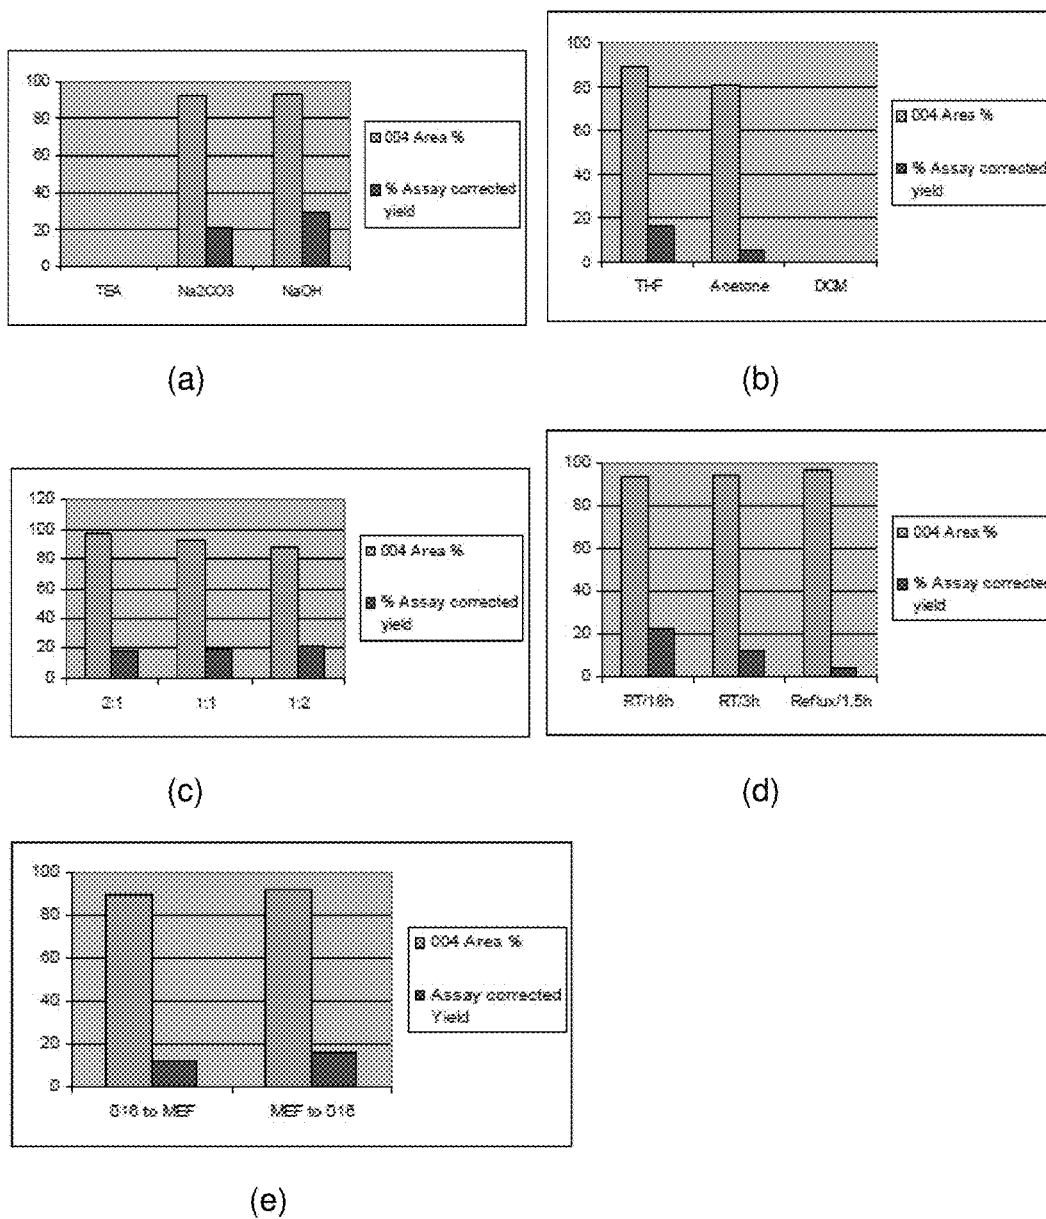 100
80
60
40
20
0
TEA Na2CO3 NaOH
004 Area %
% Assay corrected
yield
(a)
100
80
60
40
20
0
THF Acetone DCM
004 Area %
% Assay corrected
yield
(b)
120
100
80
60
40
20
0
2:1 1:1 1:2
004 Area %
% Assay corrected
yield
(c)
100
80
60
40
20
0
RT/18h RT/3h Reflux/1.5h
004 Area %
% Assay corrected
yield
(d)
100
80
60
40
20
0
016 to MEF MEF to 016
004 Area %
Assay corrected
Yield
(e)